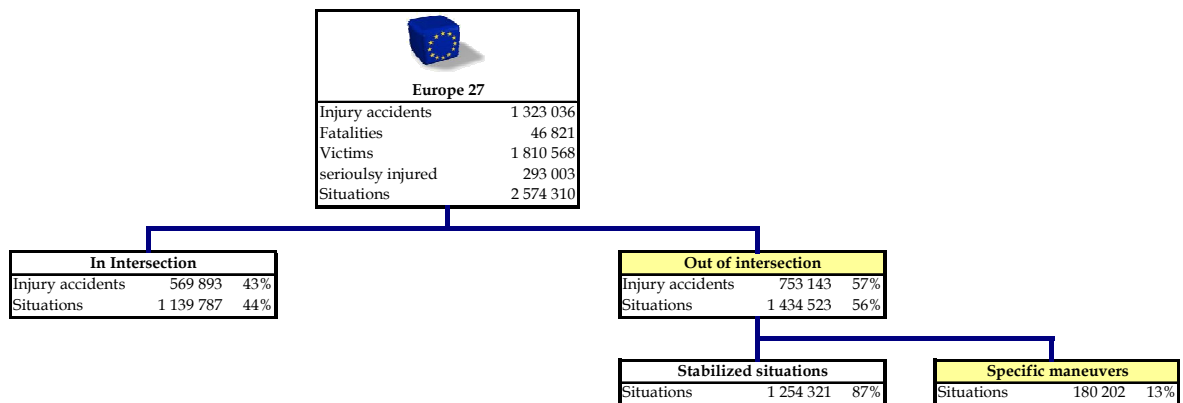 Europe 27
Injury accidents 1 323 036
Fatalities 46 821
Victims 1 810 568
serioulsy injured 293 003
Situations 2 574 310
In Intersection
Injury accidents 569 893 43%
Situations 1 139 787 44%
Out of intersection
Injury accidents 753 143 57%
Situations 1 434 523 56%
Stabilized situations
Situations 1 254 321 87%
Specific maneuvers
Situations 180 202 13%